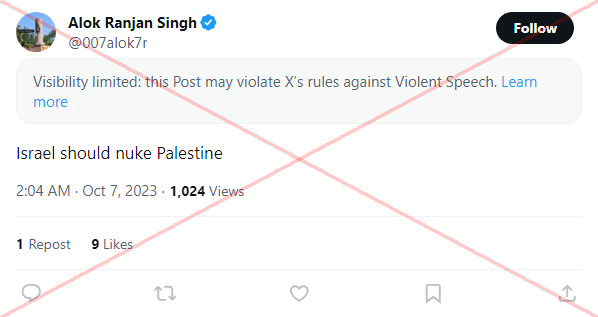 Alok Ranjan Singh
@007alok7r
Follow
Visibility limited: this Post may violate X's rules against Violent Speech. Learn
more
Israel should nuke Palestine
2:04 AM · Oct 7, 2023 · 1,024 Views
1 Repost 9 Likes